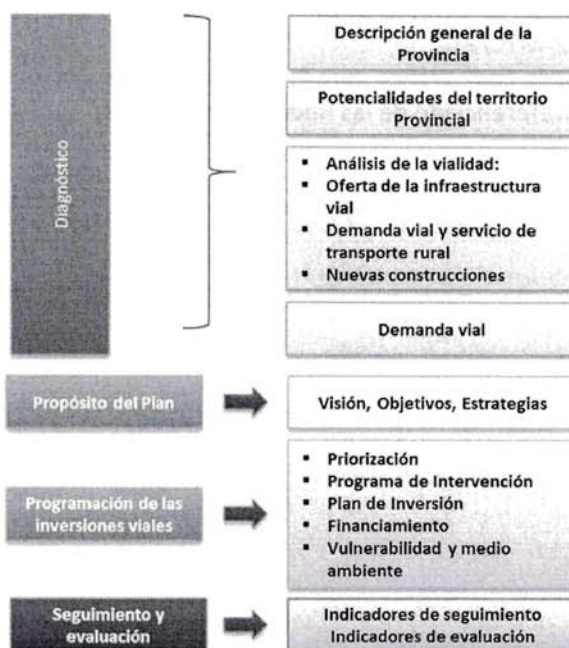 Diagnóstico
Descripción general de la
Provincia
Potencialidades del territorio
Provincial
▪ Análisis de la vialidad:
▪ Oferta de la infraestructura
vial
▪ Demanda vial y servicio de
transporte rural
▪ Nuevas construcciones
Demanda vial
Propósito del Plan
Visión, Objetivos, Estrategias
Programación de las
inversiones viales
▪ Priorización
▪ Programa de Intervención
▪ Plan de Inversión
▪ Financiamiento
▪ Vulnerabilidad y medio
ambiente
Seguimiento y
evaluación
Indicadores de seguimiento
Indicadores de evaluación